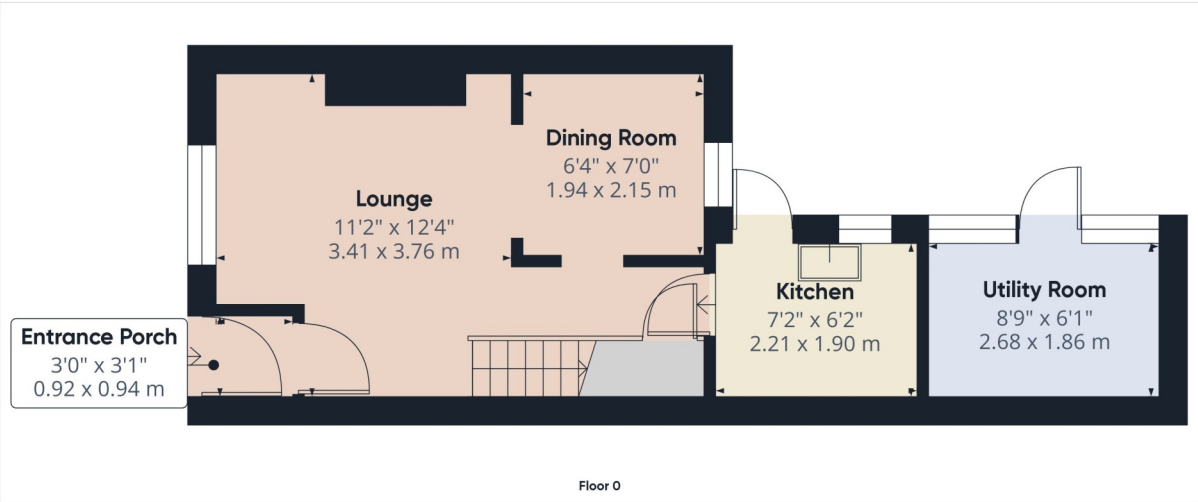 Dining Room
6'4" x 7'0"
1.94 x 2.15 m
Lounge
11'2" x 12'4"
3.41 x 3.76 m
Kitchen
7'2" x 6'2"
2.21 x 1.90 m
Utility Room
8'9" x 6'1"
2.68 x 1.86 m
Entrance Porch
3'0" x 3'1"
0.92 x 0.94 m
Floor 0